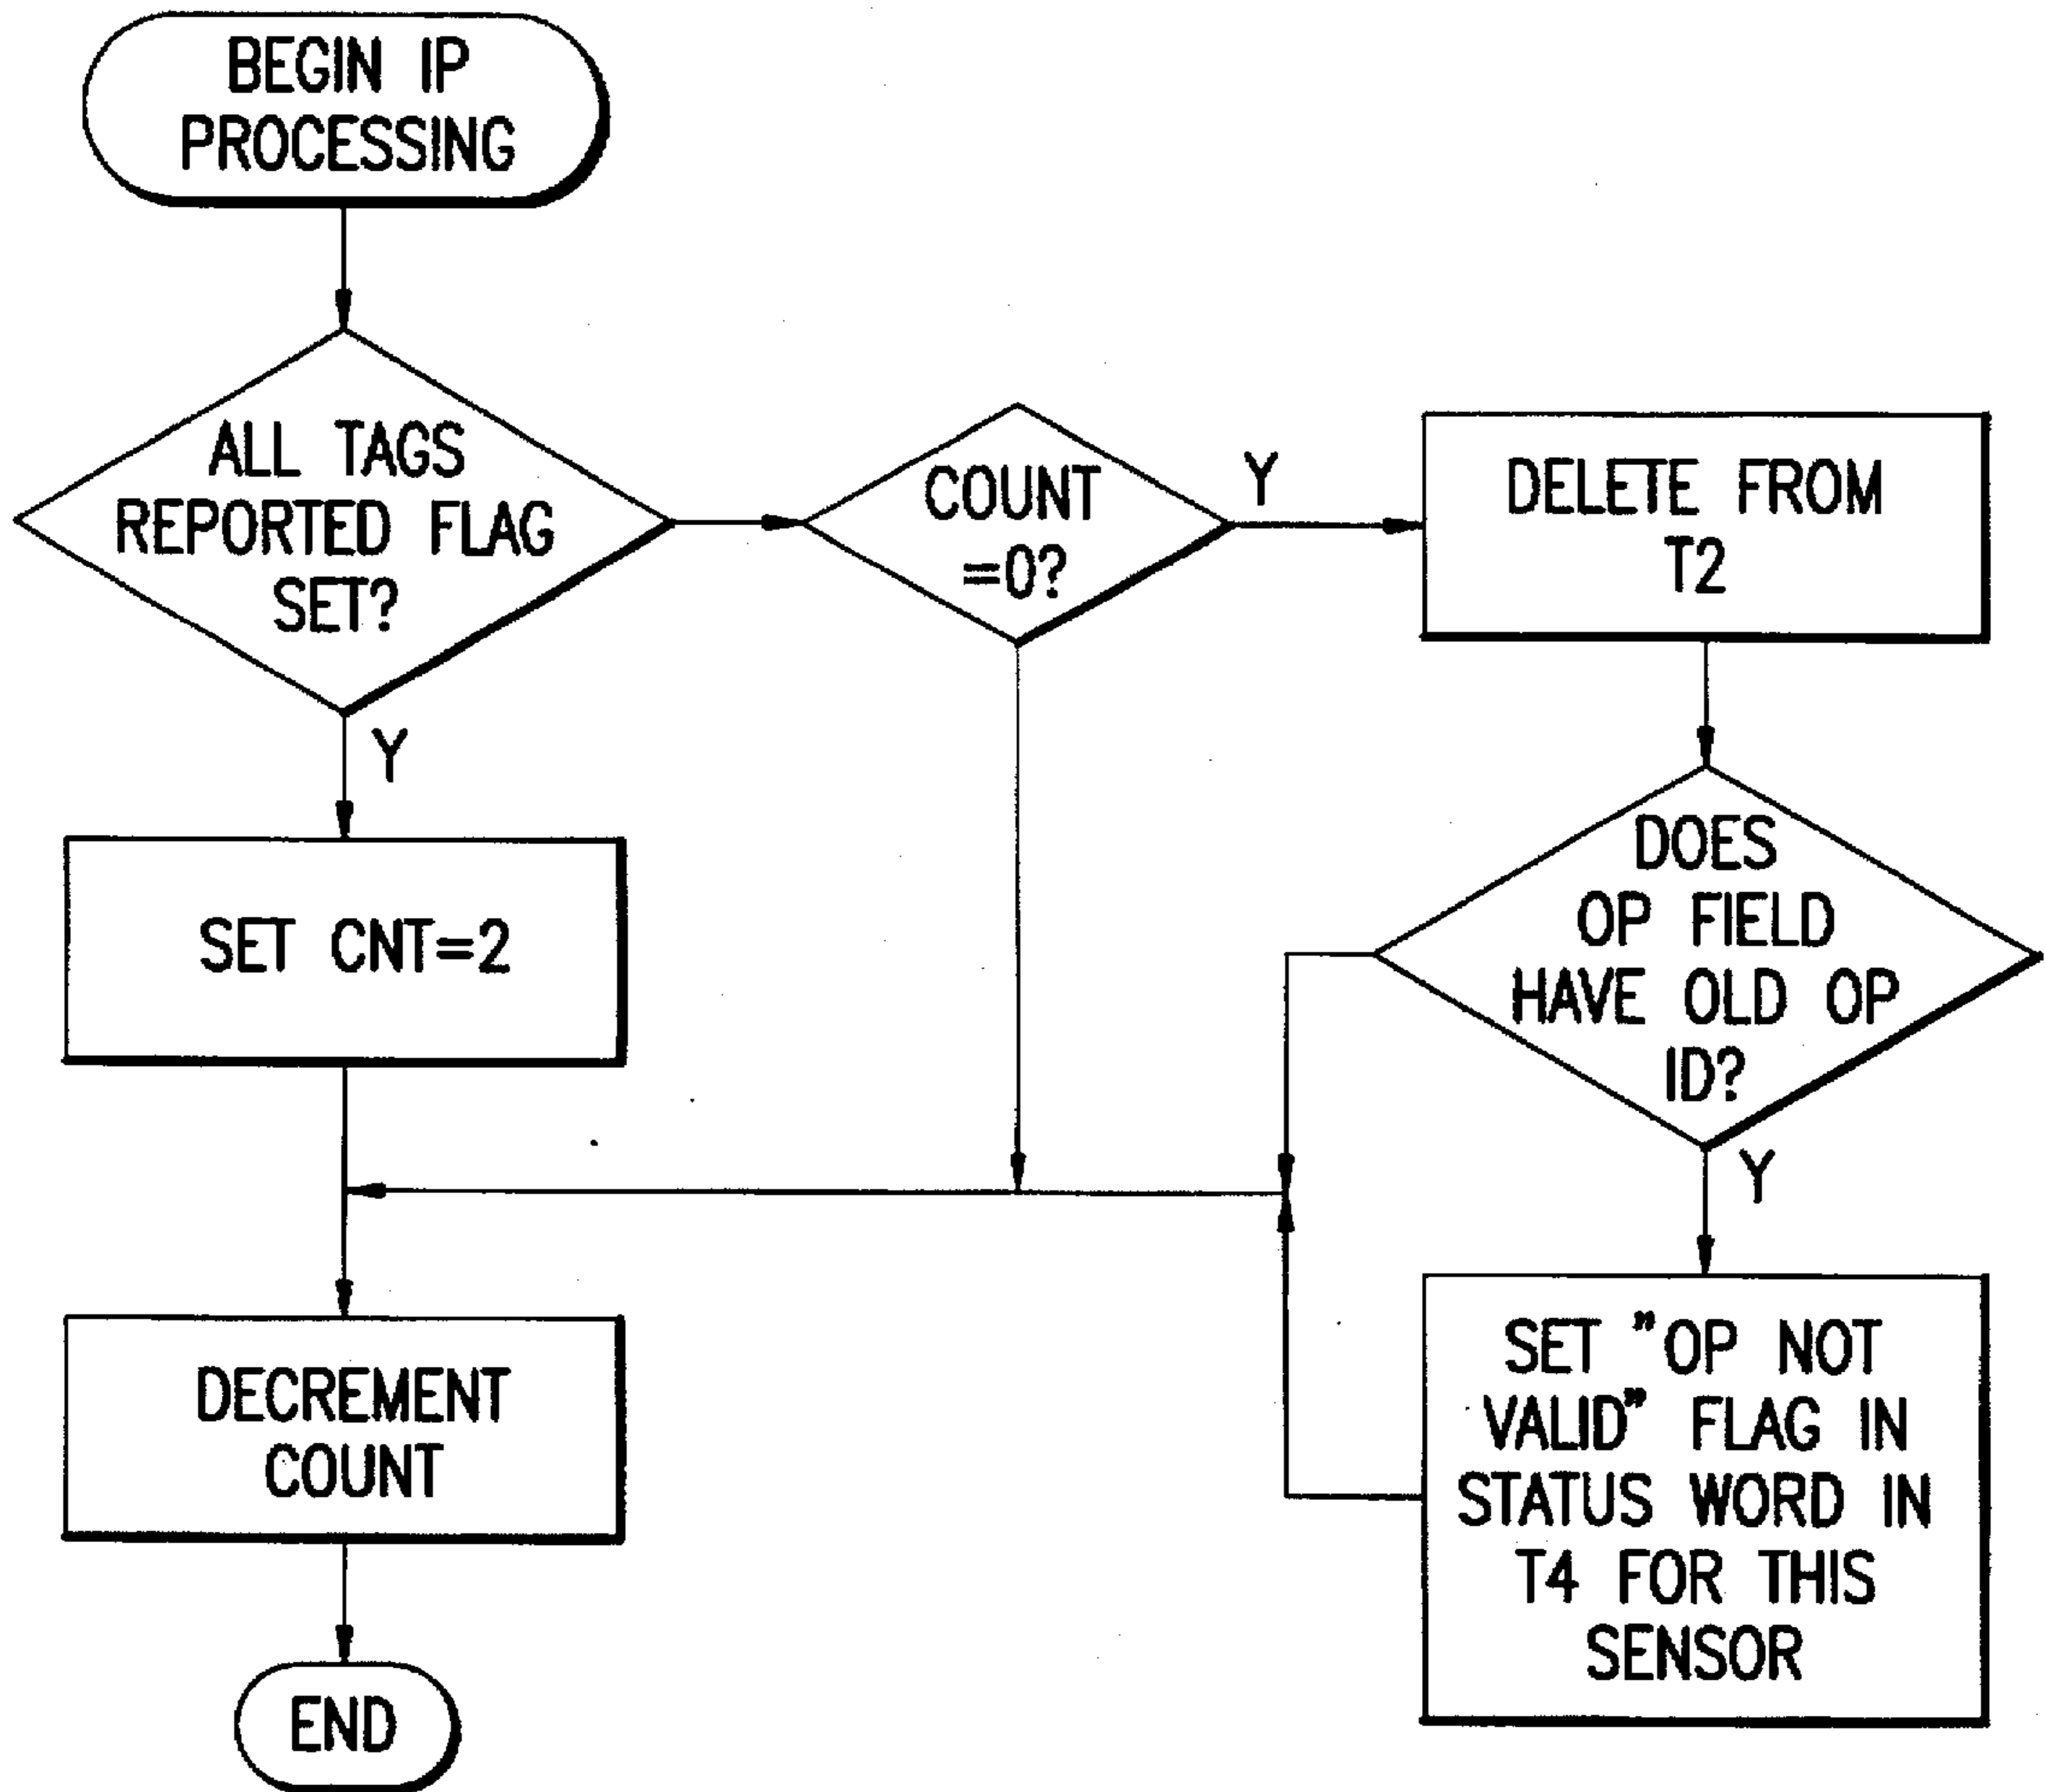 BEGIN IP
PROCESSING
ALL TAGS
REPORTED FLAG
SET?
Y
COUNT
=0?
Y
DELETE FROM
T2
DOES
OP FIELD
HAVE OLD OP
ID?
Y
SET "OP NOT
VALID" FLAG IN
STATUS WORD IN
T4 FOR THIS
SENSOR
SET CNT=2
DECREMENT
COUNT
END